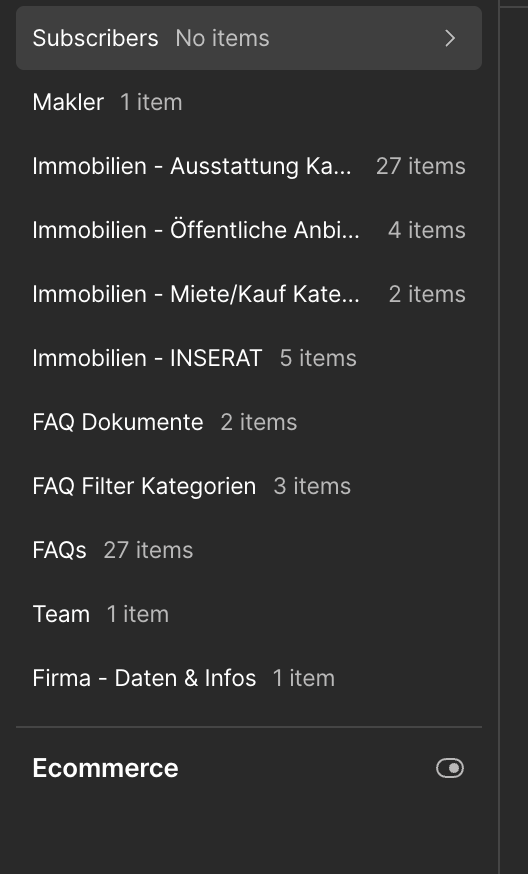 Subscribers No items
Makler 1 item
Immobilien - Ausstattung Ka... 27 items
Immobilien - Öffentliche Anbi... 4 items
Immobilien - Miete/Kauf Kate... 2 items
Immobilien - INSERAT 5 items
FAQ Dokumente 2 items
FAQ Filter Kategorien 3 items
FAQs 27 items
Team 1 item
Firma - Daten & Infos 1 item
Ecommerce